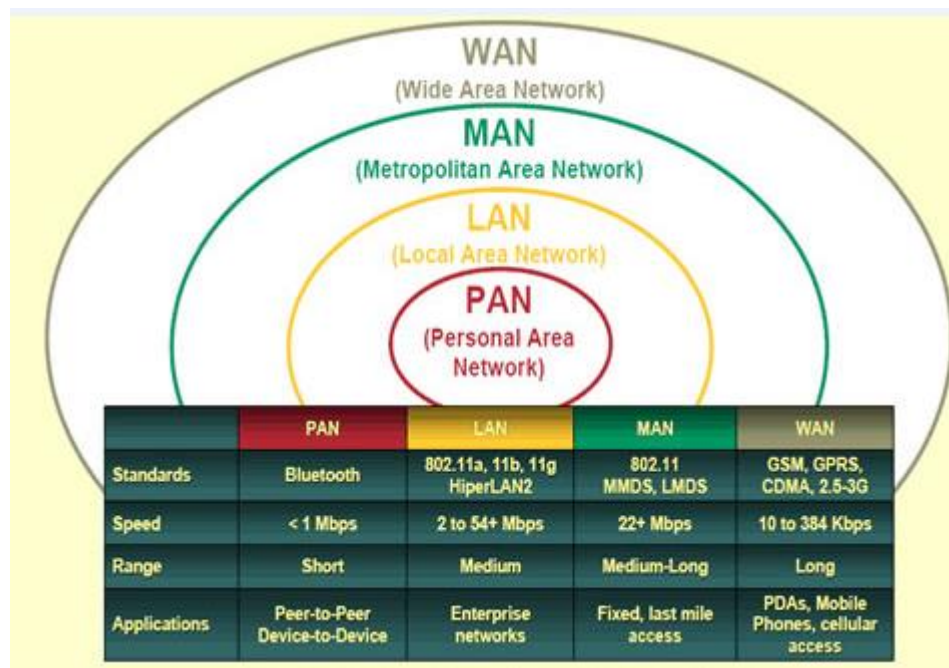 WAN
(Wide Area Network)
MAN
(Metropolitan Area Network)
LAN
(Local Area Network)
PAN
(Personal Area
Network)
PAN LAN MAN WAN
Standards Bluetooth 802.11a, 11b, 11g HiperLAN2 802.11 MMDS, LMDS GSM, GPRS, CDMA, 2.5-3G
Speed < 1 Mbps 2 to 54+ Mbps 22+ Mbps 10 to 384 Kbps
Range Short Medium Medium-Long Long
Applications Peer-to-Peer Device-to-Device Enterprise networks Fixed, last mile access PDAs, Mobile Phones, cellular access